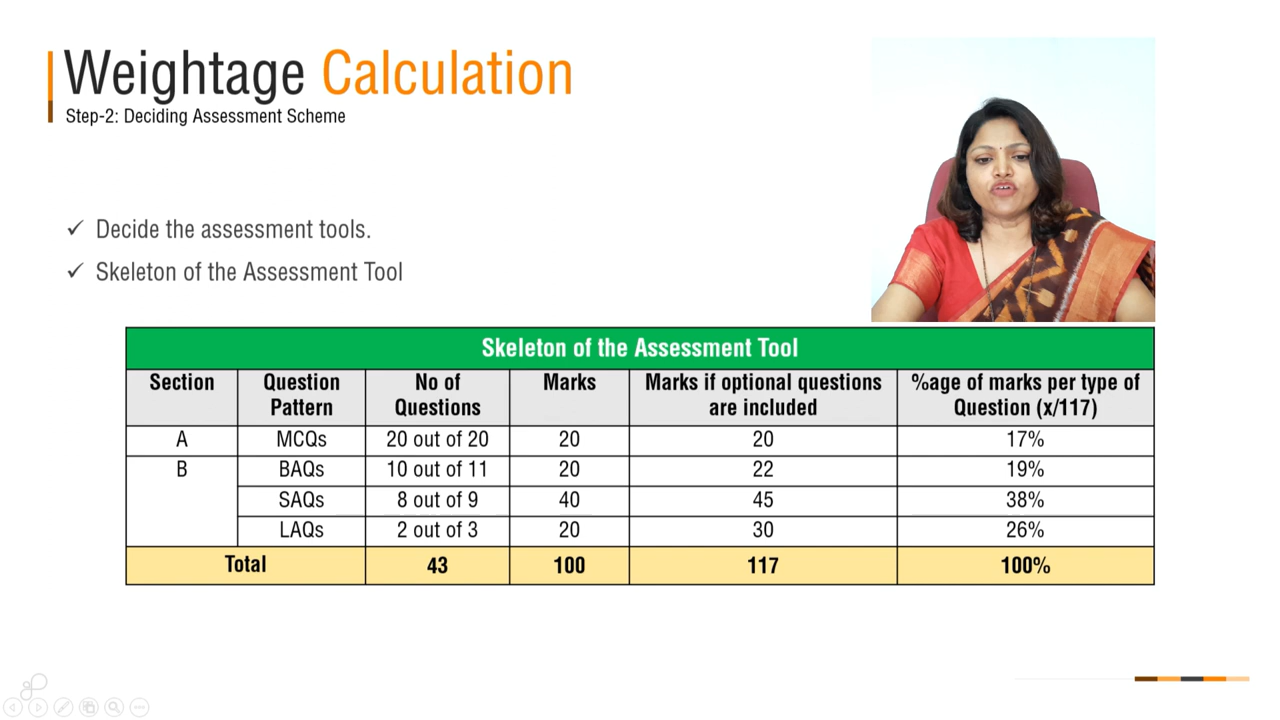 Weightage Calculation
Step-2: Deciding Assessment Scheme
✓ Decide the assessment tools.
✓ Skeleton of the Assessment Tool
Skeleton of the Assessment Tool
Section Question Pattern No of Questions Marks Marks if optional questions are included %age of marks per type of Question (x/117)
A MCQs 20 out of 20 20 20 17%
B BAQs 10 out of 11 20 22 19%
SAQs 8 out of 9 40 45 38%
LAQs 2 out of 3 20 30 26%
Total 43 100 117 100%